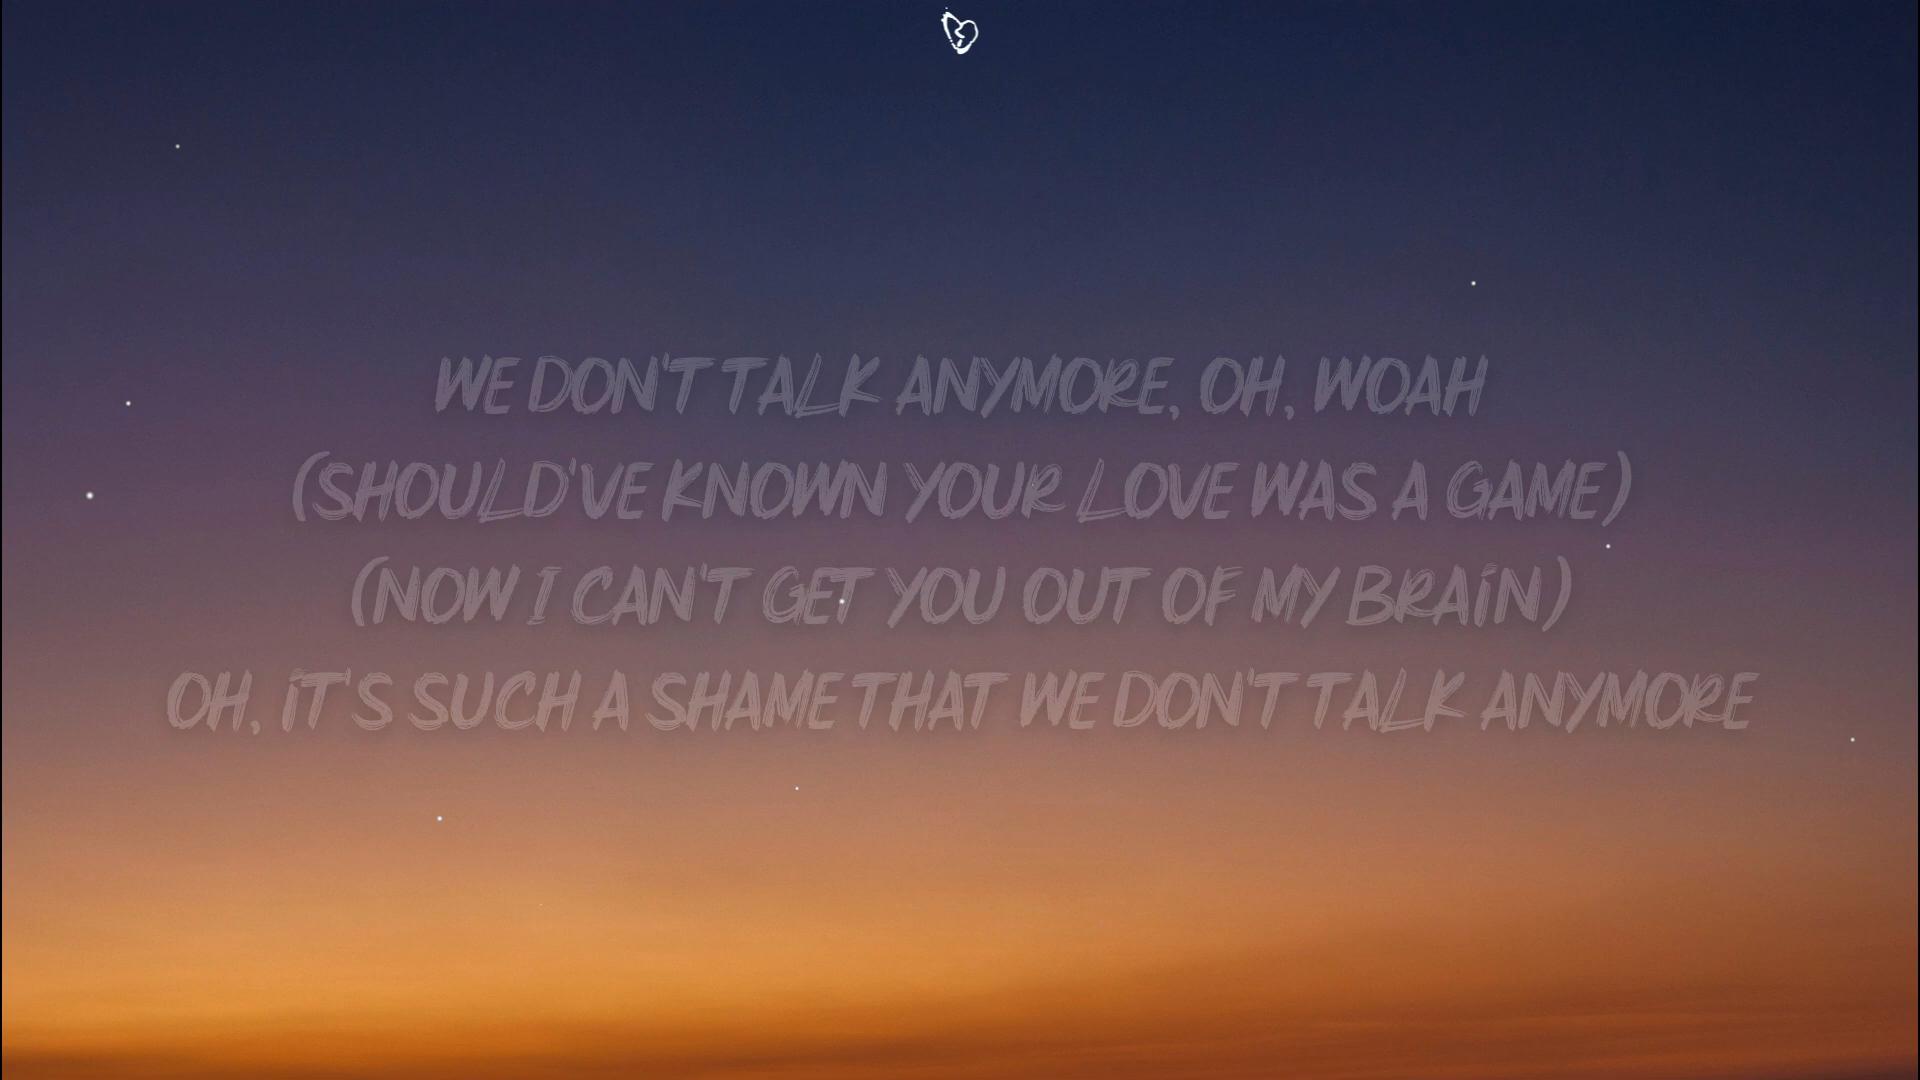 WE DON'T TALK ANYMORE, OH, WOAH
(SHOULD'VE KNOWN YOUR LOVE WAS A GAME)
(NOW I CAN'T GET YOU OUT OF MY BRAIN)
OH, IT'S SUCH A SHAME THAT WE DON'T TALK ANYMORE